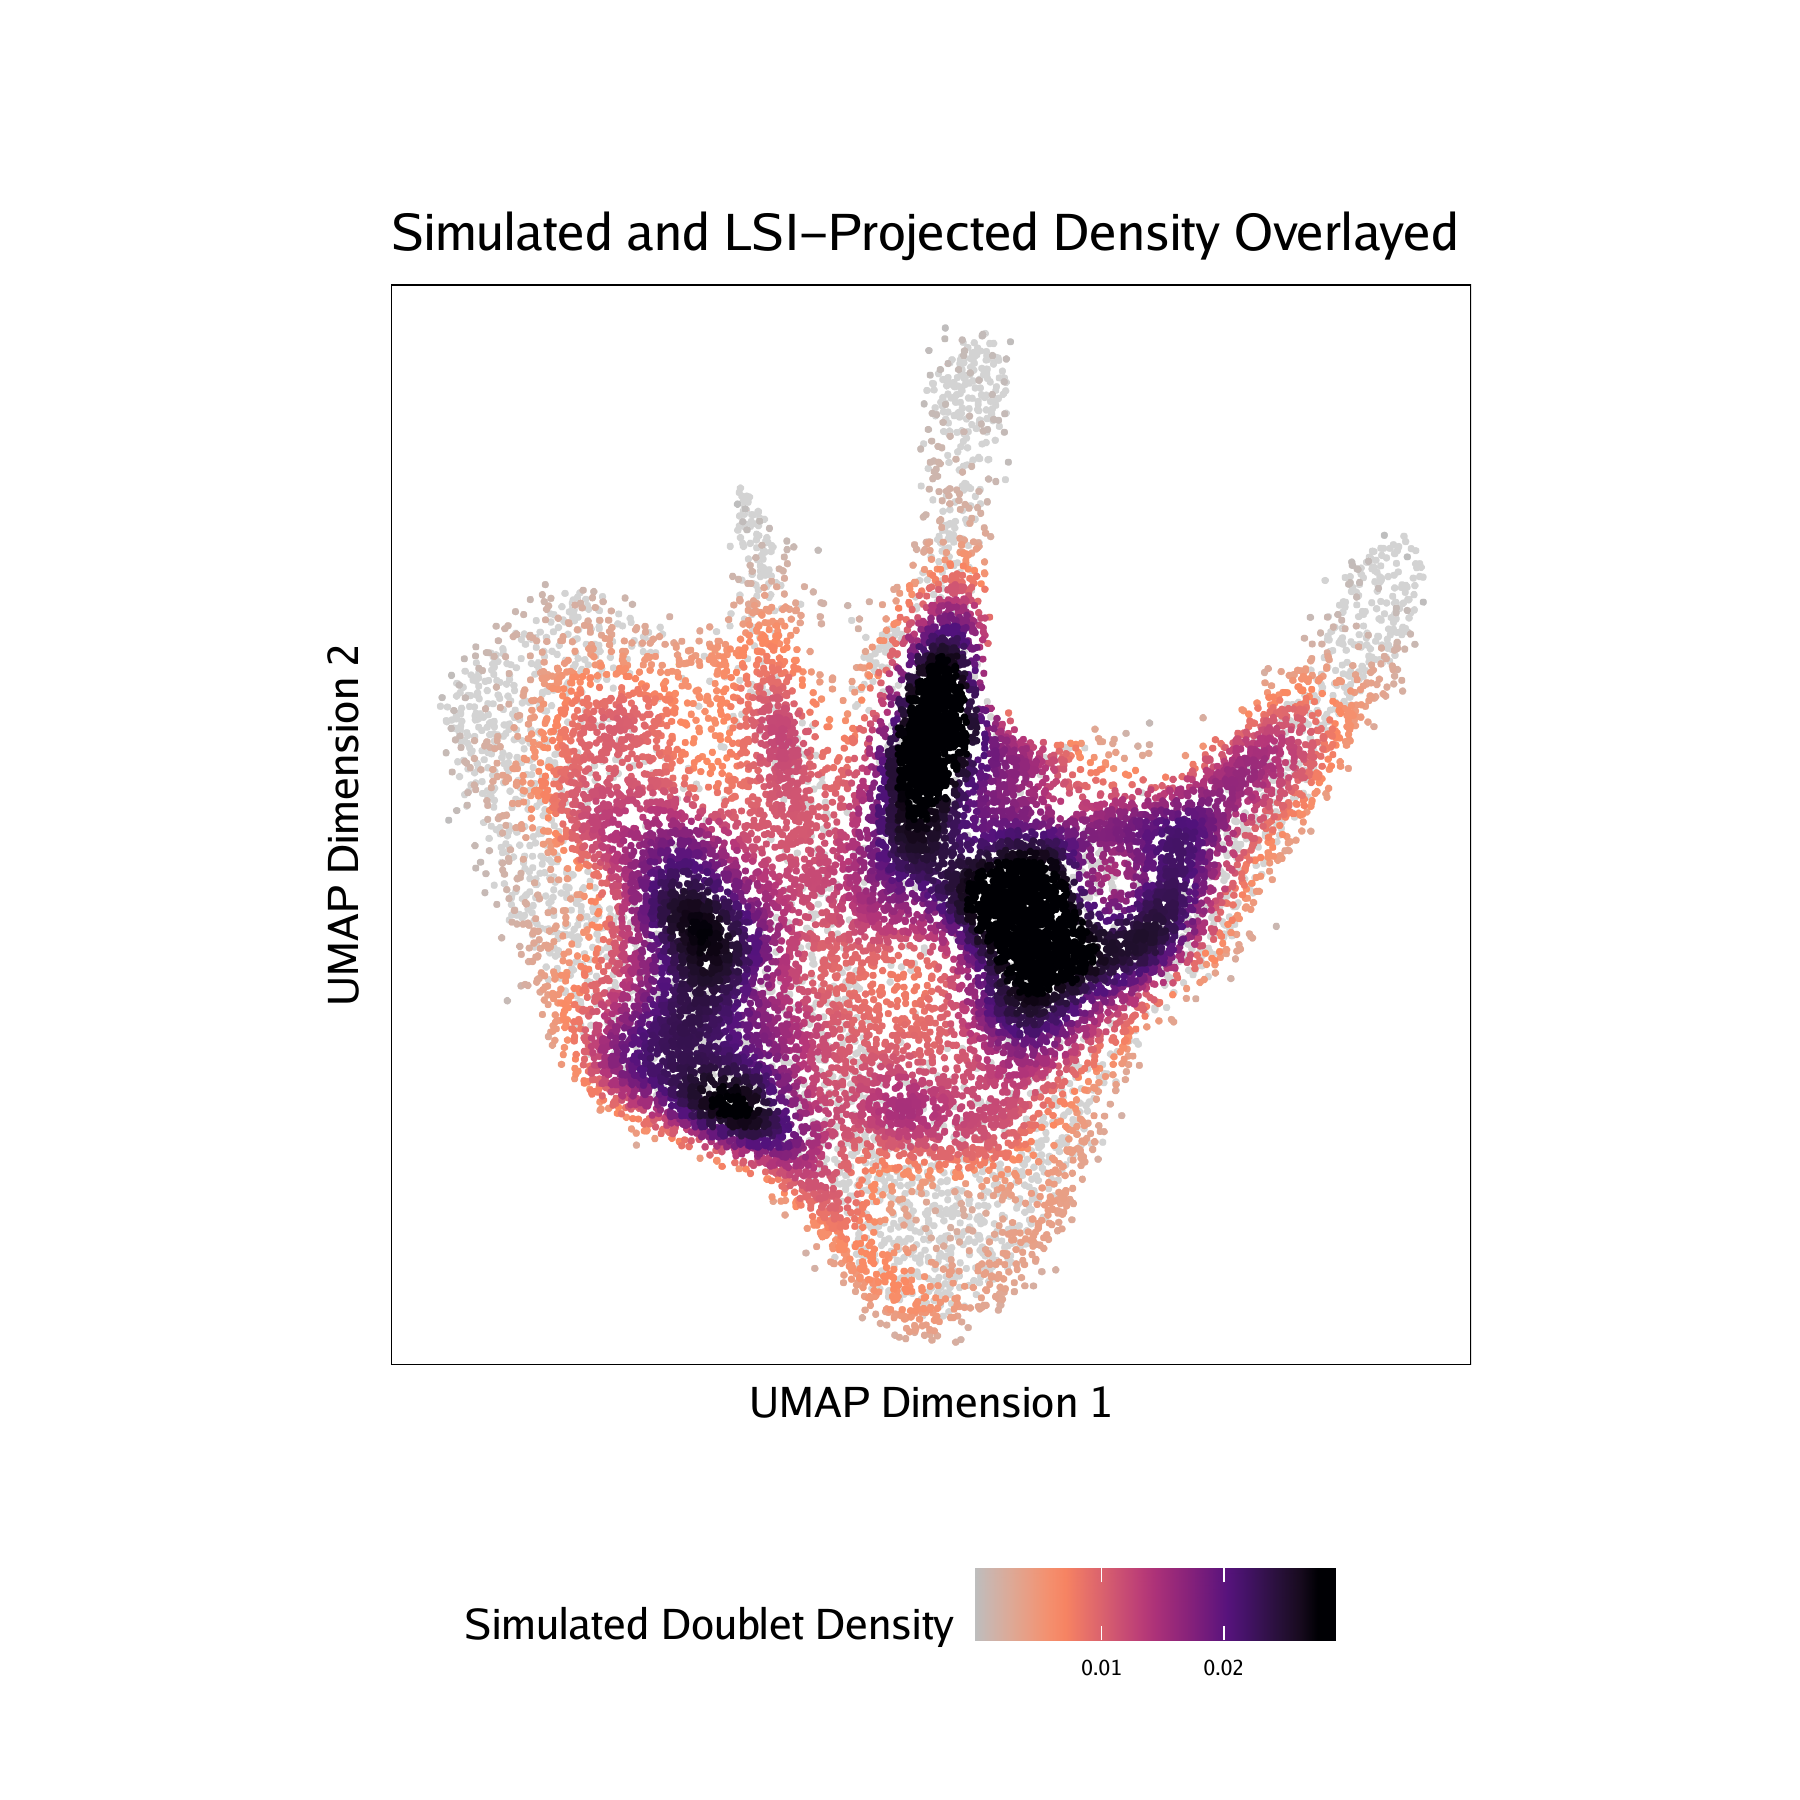 Simulated and LSI−Projected Density Overlayed
UMAP Dimension 2
UMAP Dimension 1
Simulated Doublet Density
0.01 0.02